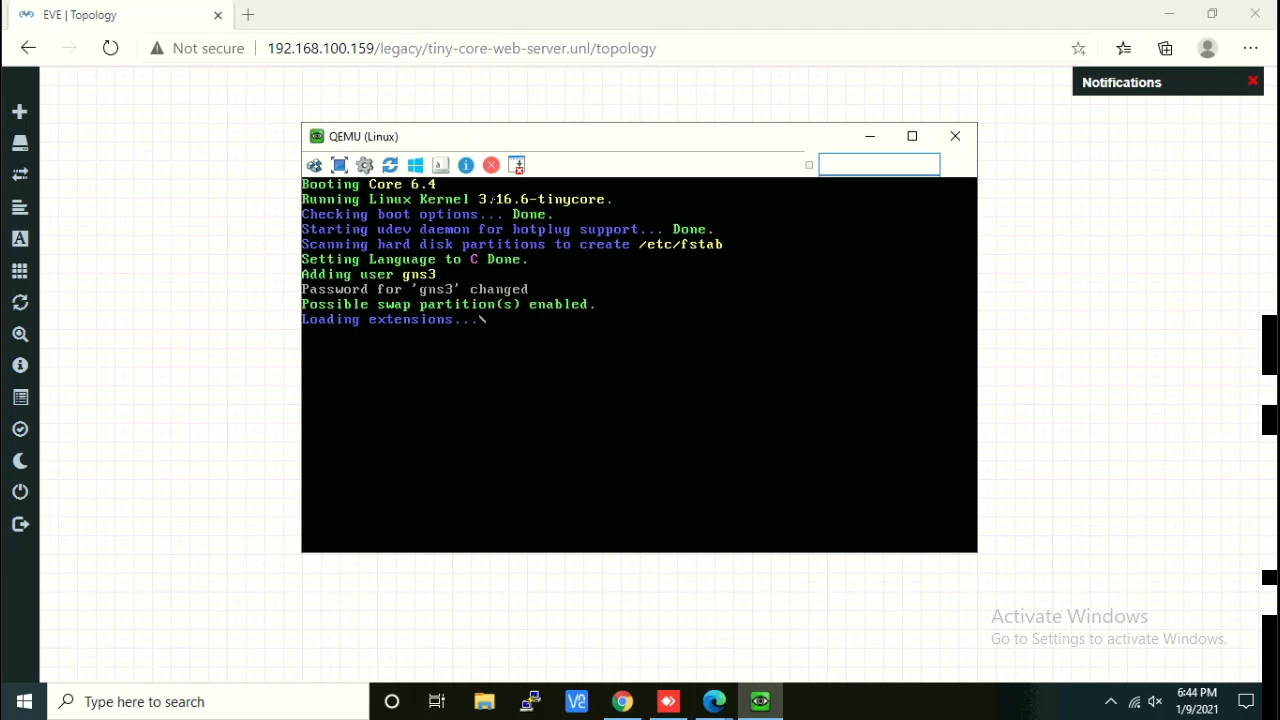 EVE | Topology
Not secure
192.168.100.159/legacy/tiny-core-web-server.unl/topology
Notifications
QEMU (Linux)
Booting Core 6.4
Running Linux Kernel 3.16.6-tinycore.
Checking boot options... Done.
Starting udev daemon for hotplug support... Done.
Scanning hard disk partitions to create /etc/fstab
Setting Language to C Done.
Adding user gns3
Password for 'gns3' changed
Possible swap partition(s) enabled.
Loading extensions...\
Activate Windows
Go to Settings to activate Windows.
Type here to search
6:44 PM
1/9/2021